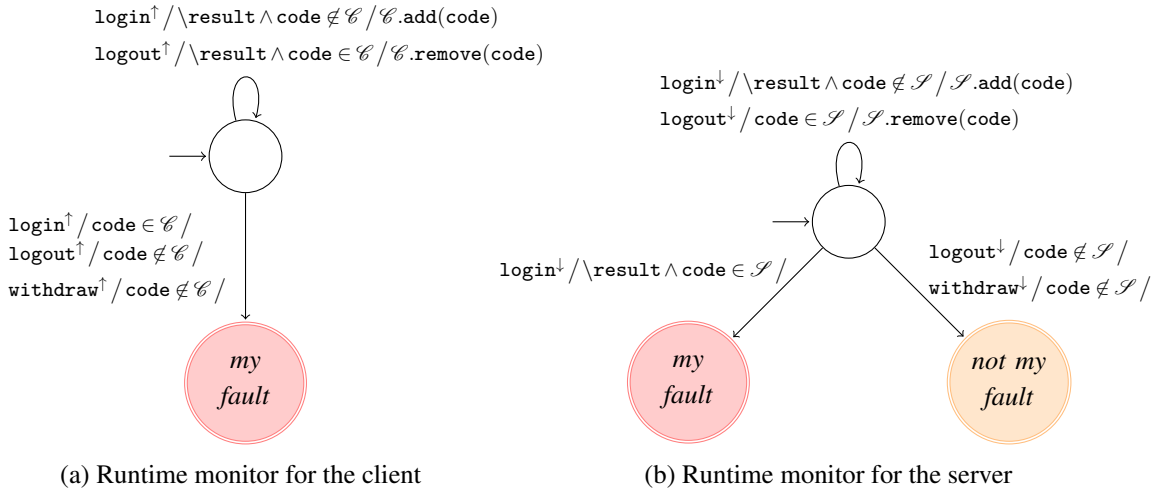 login↑/\result ∧ code ∉ 𝒞/𝒞.add(code)
logout↑/\result ∧ code ∈ 𝒞/𝒞.remove(code)
login↑/code ∈ 𝒞/
logout↑/code ∉ 𝒞/
withdraw↑/code ∉ 𝒞/
my
fault
(a) Runtime monitor for the client
login↓/\result ∧ code ∉ 𝒮/𝒮.add(code)
logout↓/code ∈ 𝒮/𝒮.remove(code)
login↓/\result ∧ code ∈ 𝒮/
logout↓/code ∉ 𝒮/
withdraw↓/code ∉ 𝒮/
my
fault
not my
fault
(b) Runtime monitor for the server